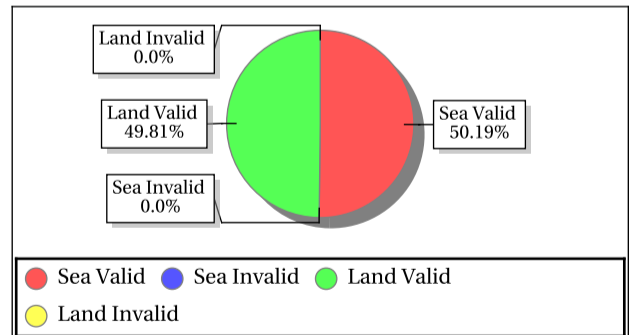 Land Invalid
0.0%
Land Valid
49.81%
Sea Valid
50.19%
Sea Invalid
0.0%
Sea Valid Sea Invalid Land Valid
Land Invalid